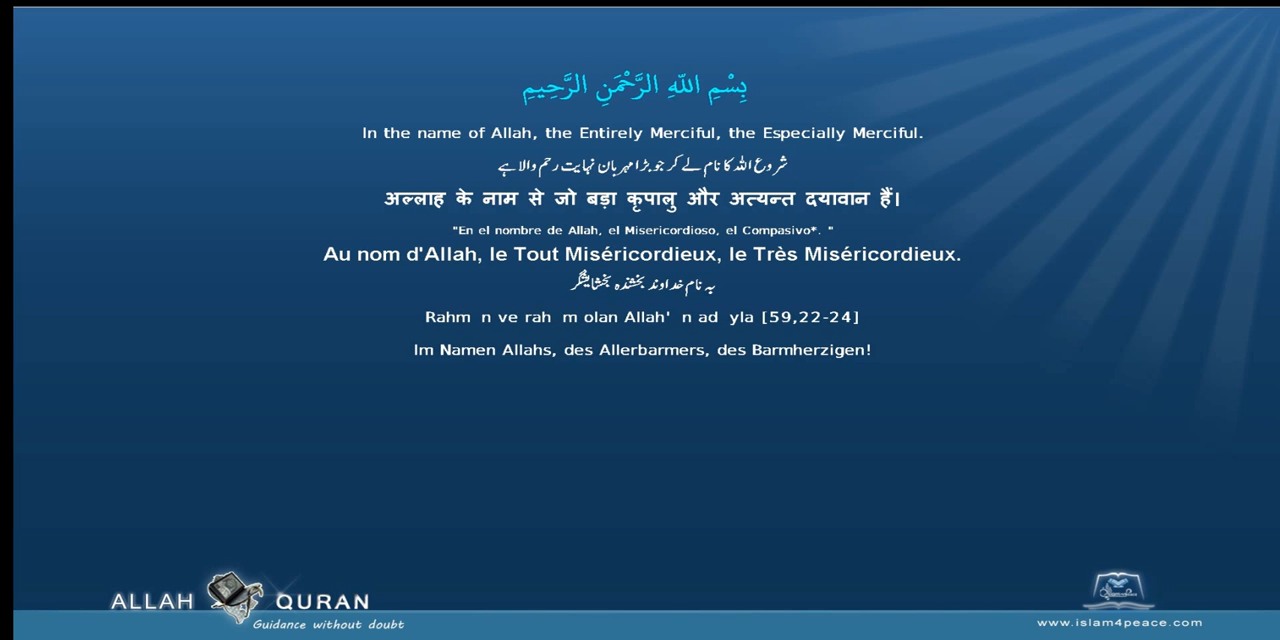 بِسْمِ اللَّهِ الرَّحْمَنِ الرَّحِيمِ
In the name of Allah, the Entirely Merciful, the Especially Merciful.
شروع الله کا نام لے کر جو بڑا مہربان نہایت رحم والا ہے
अल्लाह के नाम से जो बड़ा कृपालु और अत्यन्त दयावान हैं।
"En el nombre de Allah, el Misericordioso, el Compasivo*. "
Au nom d'Allah, le Tout Miséricordieux, le Très Miséricordieux.
به نام خداوند بخشنده بخشایشگر
Rahm n ve rah m olan Allah' n ad yla [59,22-24]
Im Namen Allahs, des Allerbarmers, des Barmherzigen!
ALLAH QURAN
Guidance without doubt
www.islam4peace.com